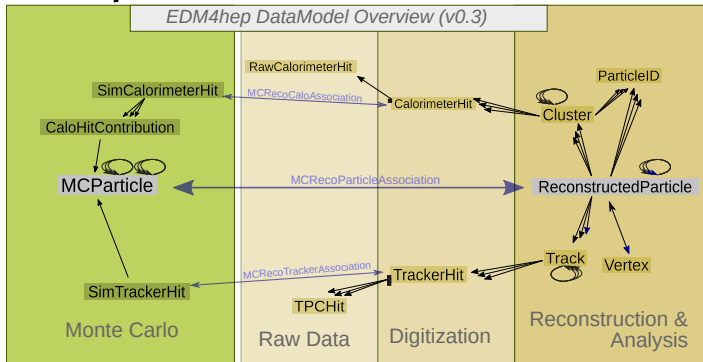 EDM4hep DataModel Overview (v0.3)
RawCalorimeterHit
ParticleID
SimCalorimeterHit
MCRecoCaloAssociation
CalorimeterHit
Cluster
CaloHitContribution
MCParticle
MCRecoParticleAssociation
ReconstructedParticle
MCRecoTrackerAssociation
TrackerHit
Track
Vertex
SimTrackerHit
TPCHit
Monte Carlo
Raw Data
Digitization
Reconstruction &
Analysis